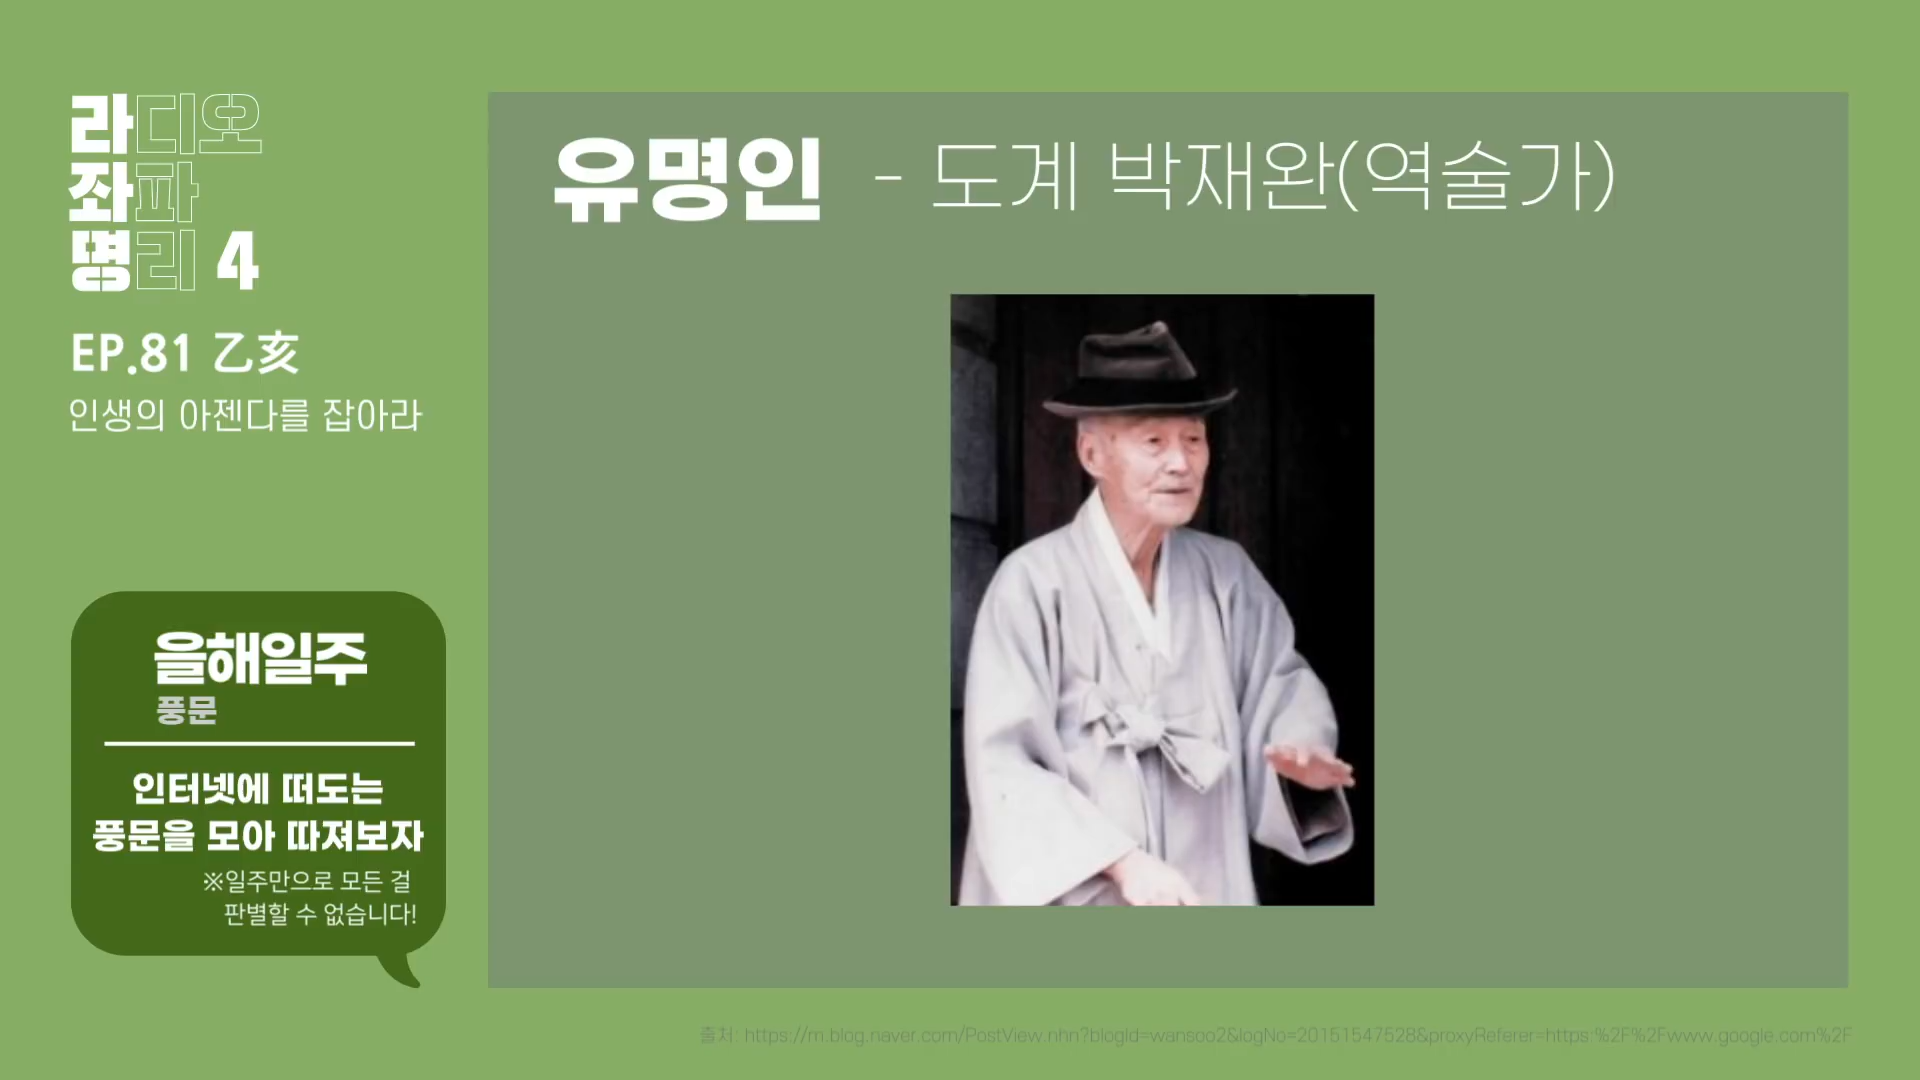 라디오
좌파
명리 4
EP.81 乙亥
인생의 아젠다를 잡아라
유명인 - 도계 박재완(역술가)
을해일주
풍문
인터넷에 떠도는
풍문을 모아 따져보자
※일주만으로 모든 걸
판별할 수 없습니다!
출처: https://m.blog.naver.com/PostView.nhn?blogId=wansoo2&logNo=20151547528&proxyReferer=https:%2F%2Fwww.google.com%2F